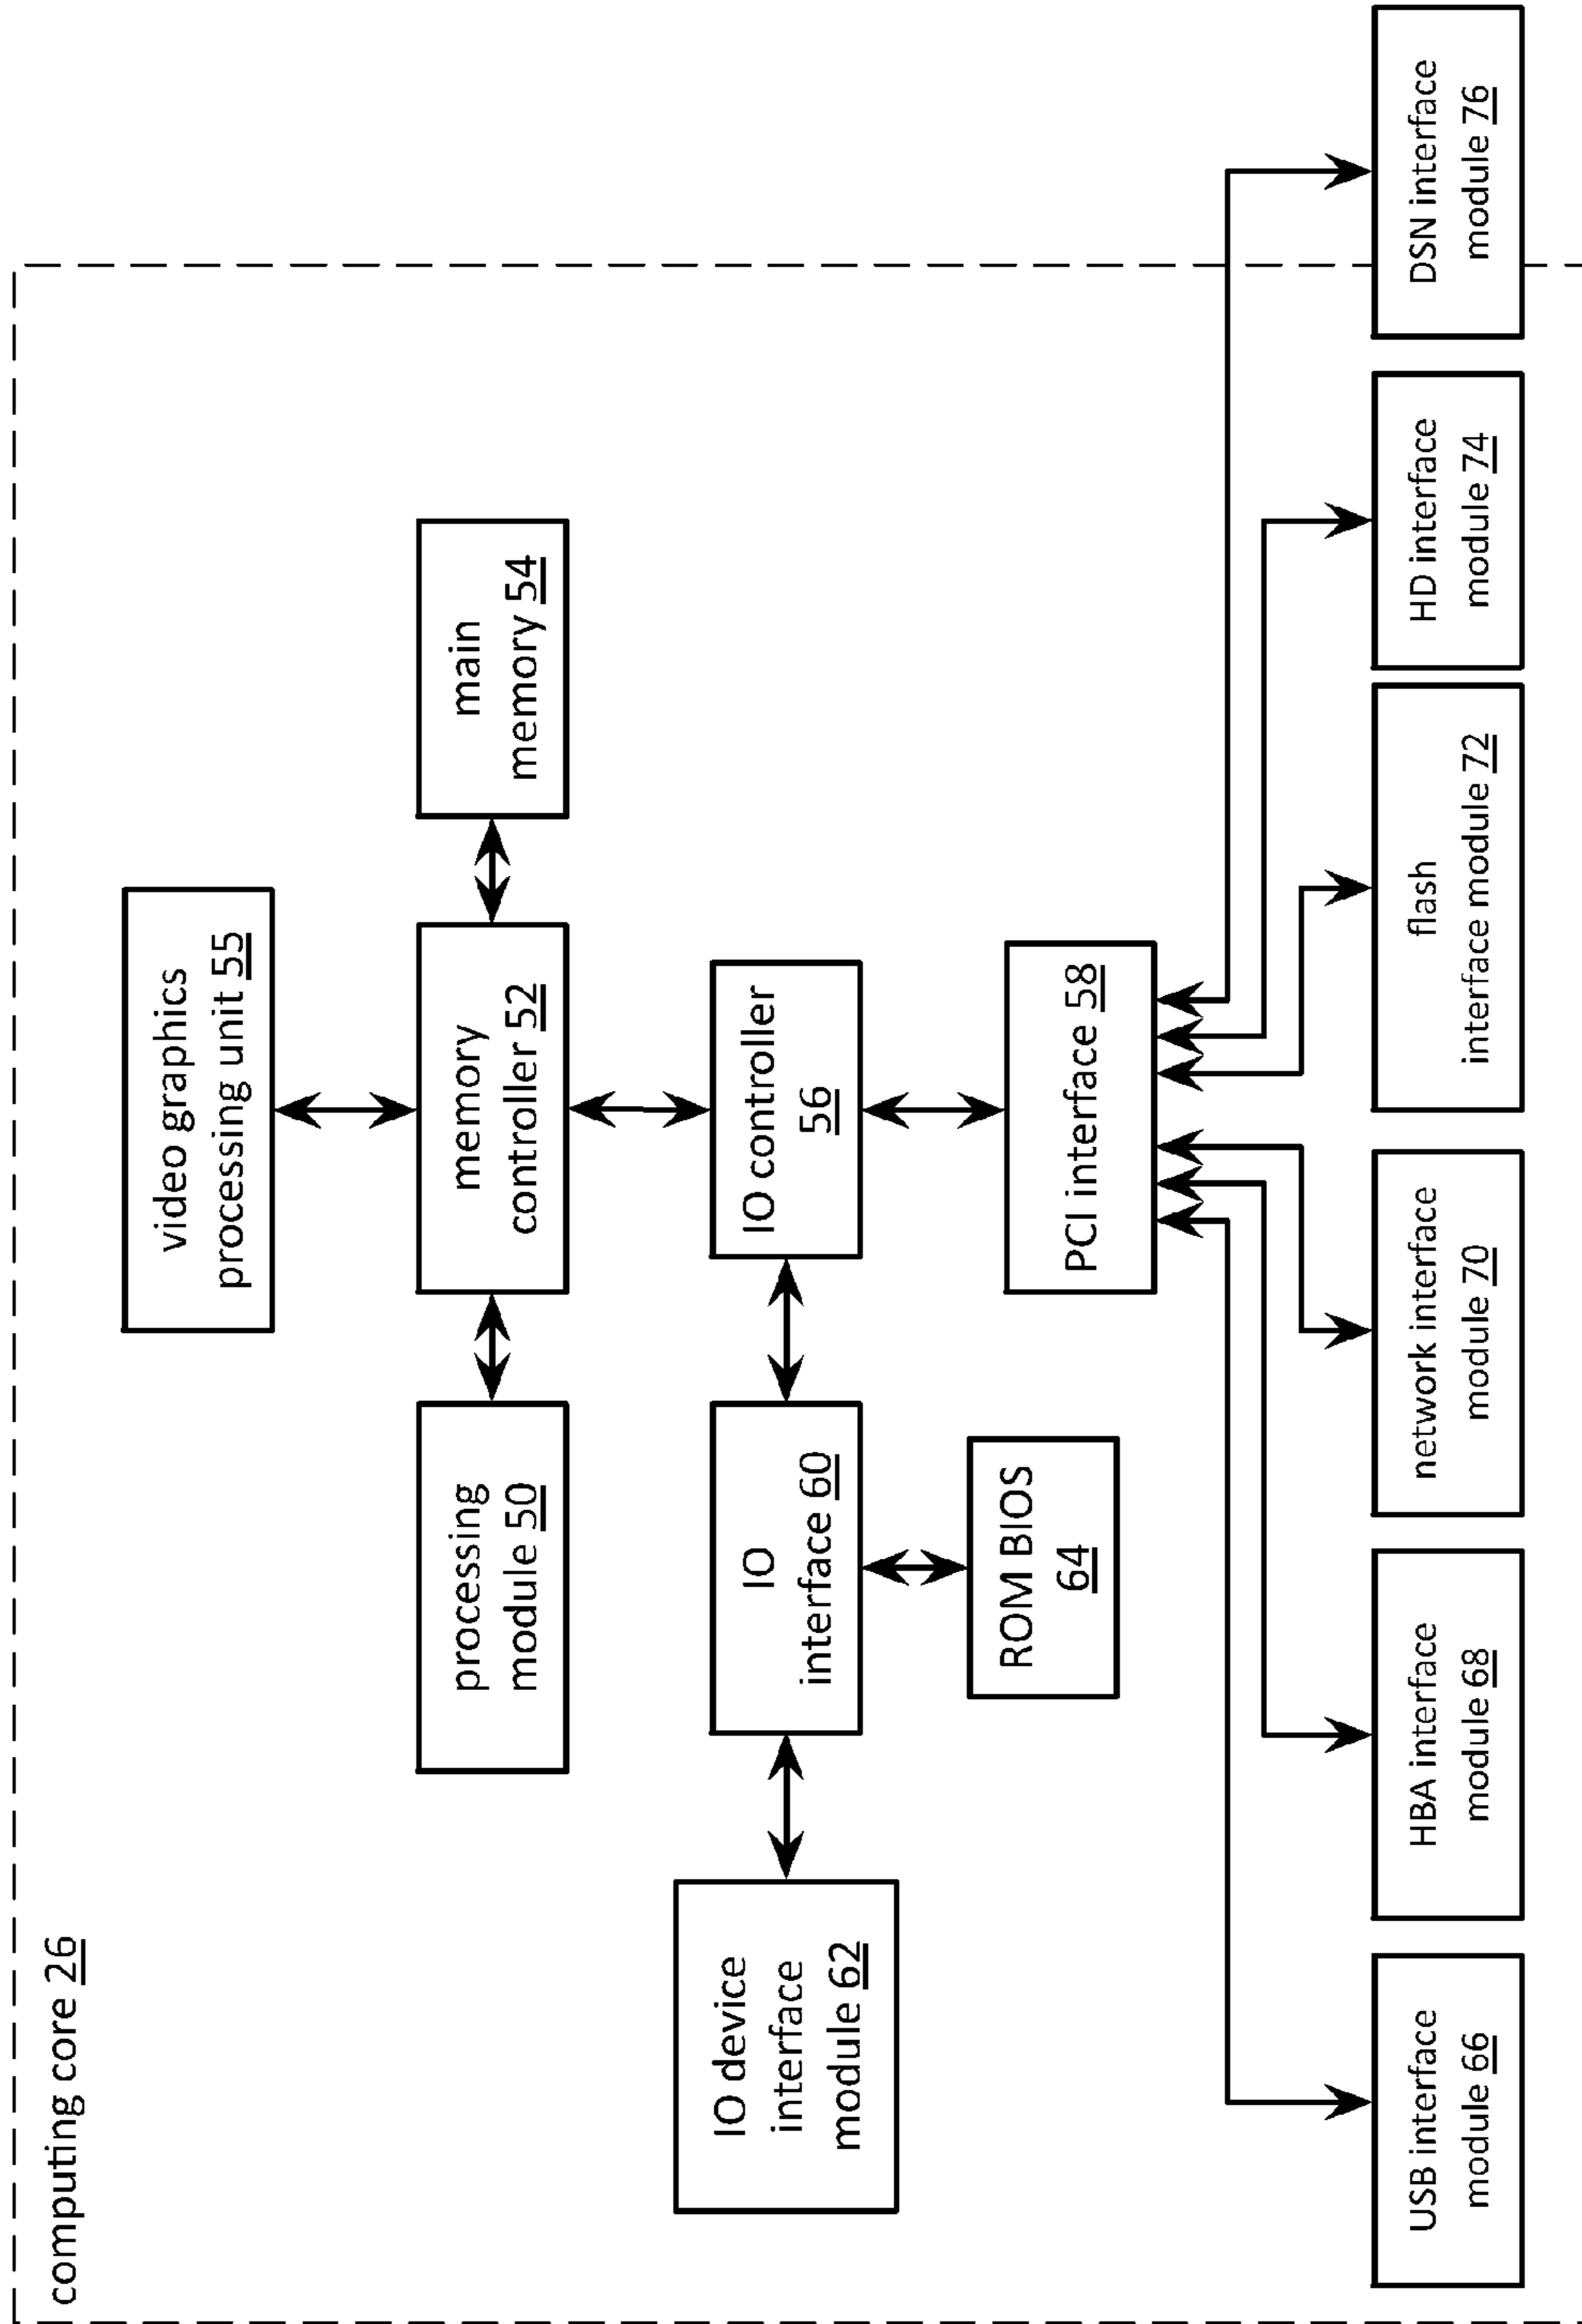 computing core 26
video graphics
processing unit 55
processing
module 50
memory
controller 52
main
memory 54
IO device
interface
module 62
IO
interface 60
IO controller
56
ROM BIOS
64
PCI interface 58
USB interface
module 66
HBA interface
module 68
network interface
module 70
flash
interface module 72
HD interface
module 74
DSN interface
module 76